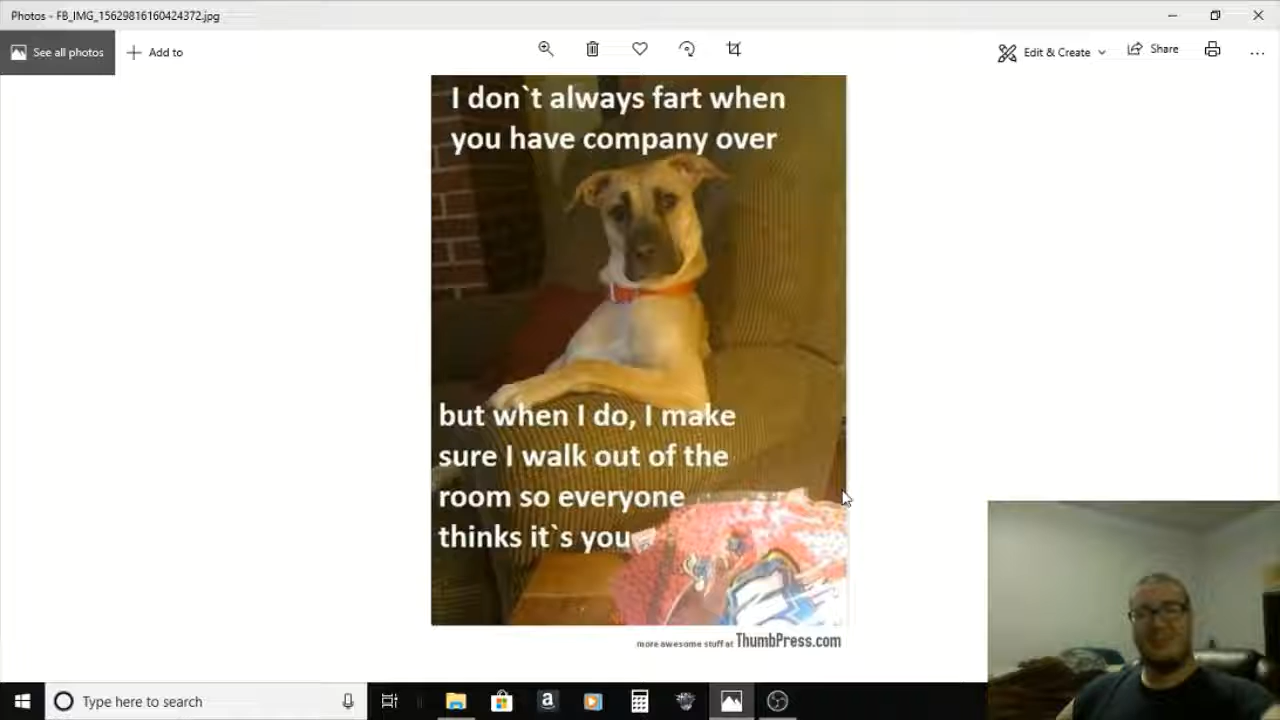 Photos - FB_IMG_15629816160424372.jpg
See all photos
Add to
Edit & Create
Share
I don`t always fart when
you have company over
but when I do, I make
sure I walk out of the
room so everyone
thinks it`s you
more awesome stuff at ThumbPress.com
Type here to search